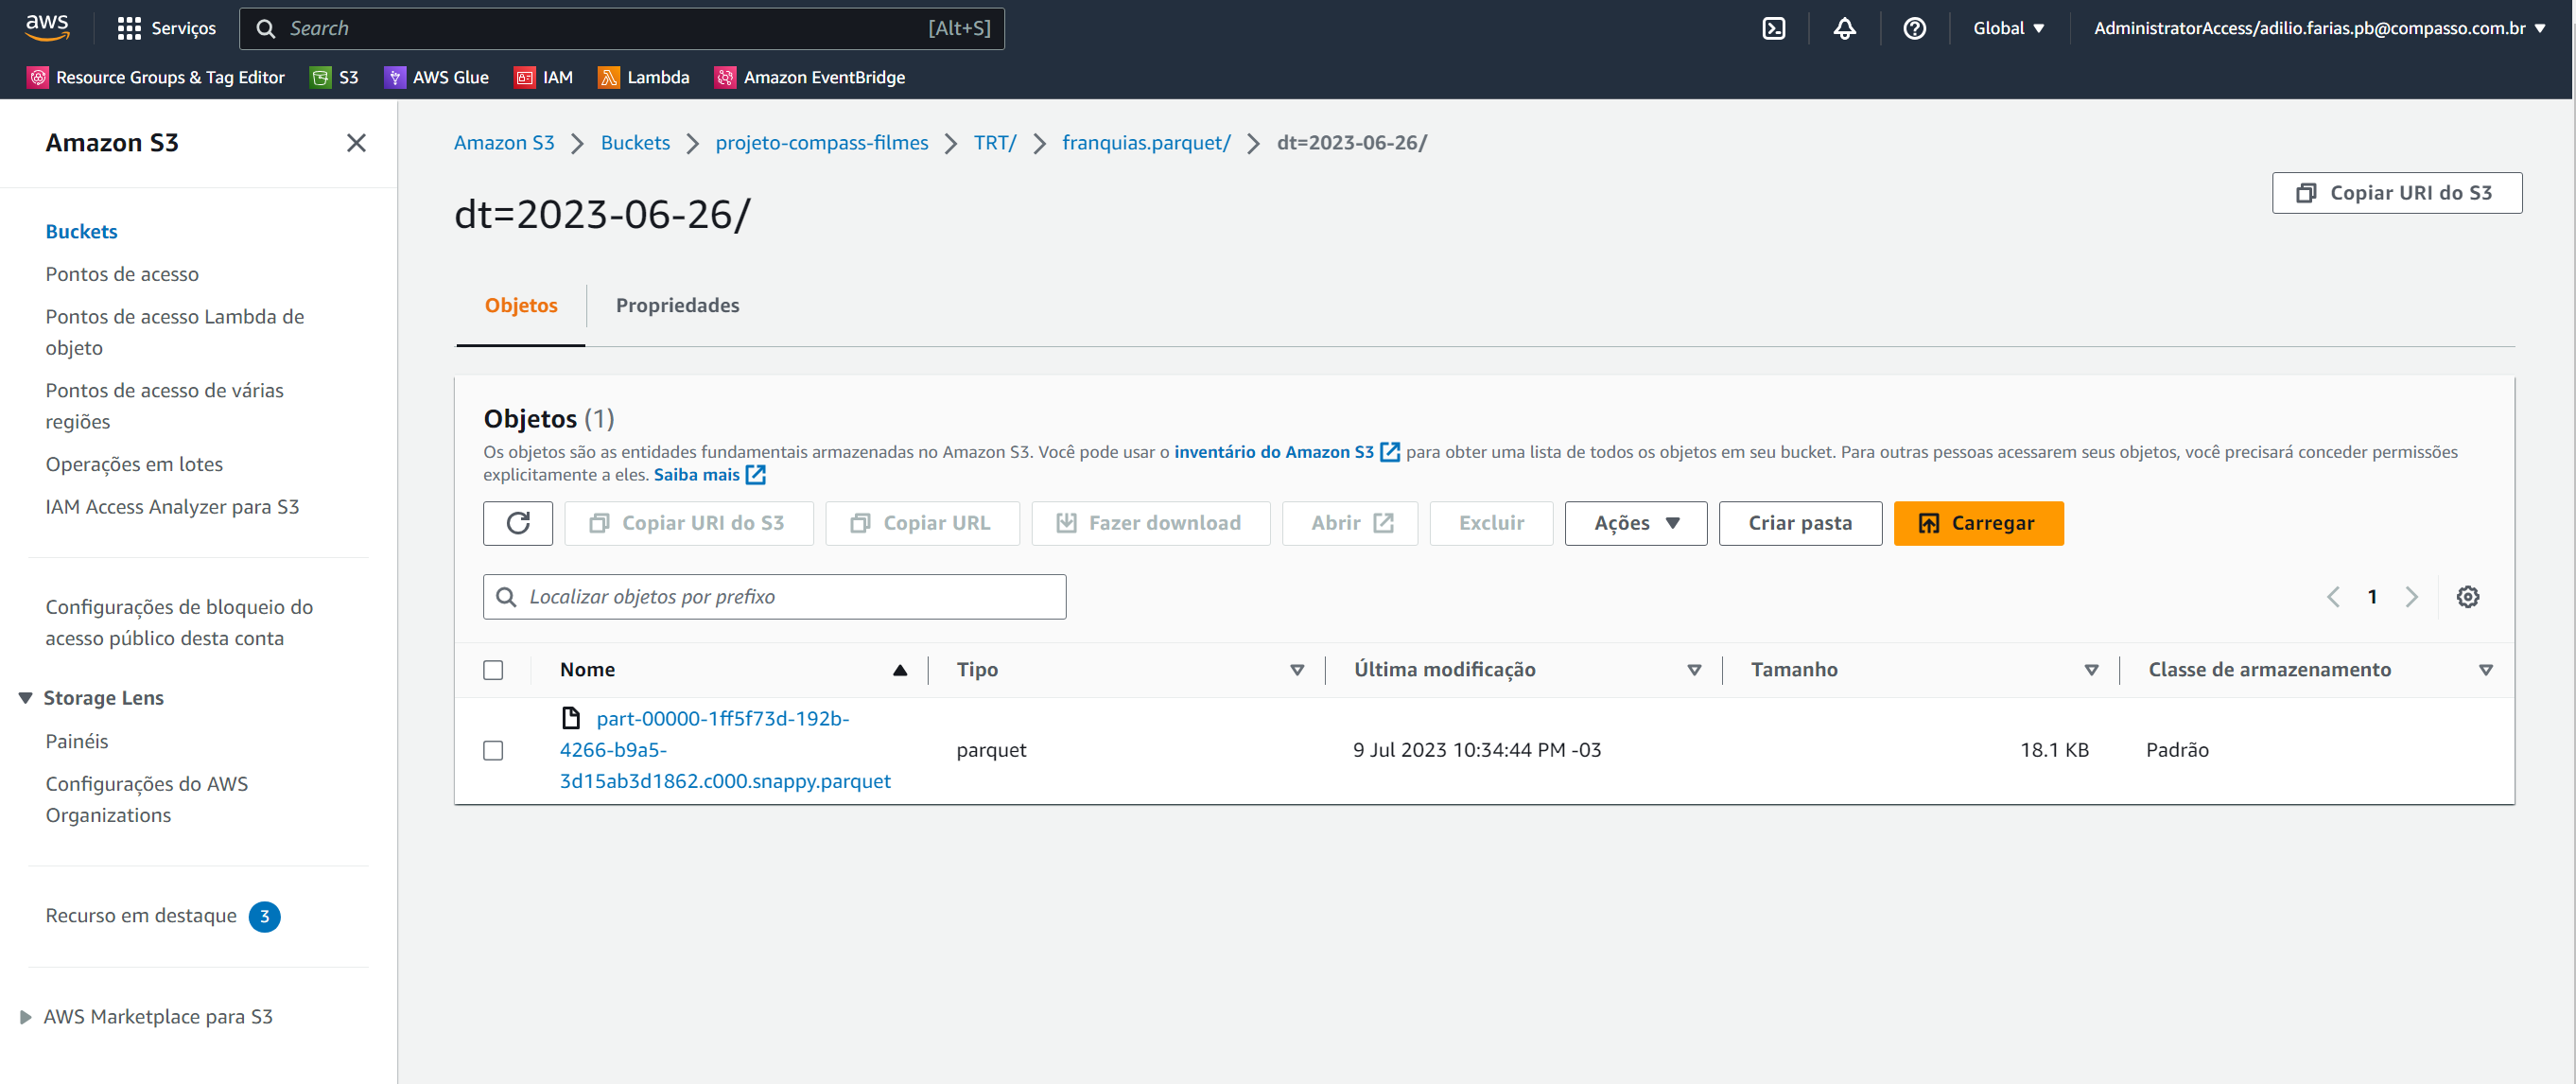 aws
Serviços
Search
[Alt+S]
Global
AdministratorAccess/adilio.farias.pb@compasso.com.br
Resource Groups & Tag Editor
S3
AWS Glue
IAM
Lambda
Amazon EventBridge
Amazon S3
Buckets
Pontos de acesso
Pontos de acesso Lambda de
objeto
Pontos de acesso de várias
regiões
Operações em lotes
IAM Access Analyzer para S3
Configurações de bloqueio do
acesso público desta conta
Storage Lens
Painéis
Configurações do AWS
Organizations
Recurso em destaque 3
AWS Marketplace para S3
Amazon S3
Buckets
projeto-compass-filmes
TRT/
franquias.parquet/
dt=2023-06-26/
dt=2023-06-26/
Copiar URI do S3
Objetos
Propriedades
Objetos (1)
Os objetos são as entidades fundamentais armazenadas no Amazon S3. Você pode usar o inventário do Amazon S3 para obter uma lista de todos os objetos em seu bucket. Para outras pessoas acessarem seus objetos, você precisará conceder permissões
explicitamente a eles. Saiba mais
Copiar URI do S3
Copiar URL
Fazer download
Abrir
Excluir
Ações
Criar pasta
Carregar
Localizar objetos por prefixo
1
Nome
Tipo
Última modificação
Tamanho
Classe de armazenamento
part-00000-1ff5f73d-192b-
4266-b9a5-
3d15ab3d1862.c000.snappy.parquet
parquet
9 Jul 2023 10:34:44 PM -03
18.1 KB
Padrão